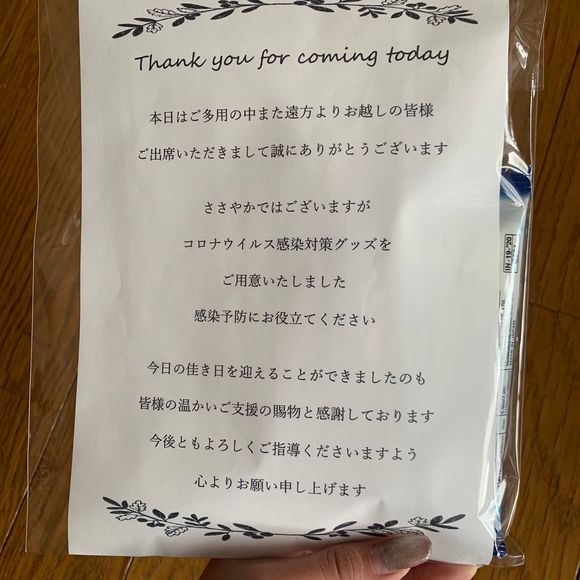 Thank you for coming today
本日はご多用の中また遠方よりお越しの皆様
ご出席いただきまして誠にありがとうございます
ささやかではございますが
コロナウイルス感染対策グッズを
ご用意いたしました
感染予防にお役立てください
今日の佳き日を迎えることができましたのも
皆様の温かいご支援の賜物と感謝しております
今後ともよろしくご指導くださいますよう
心よりお願い申し上げます